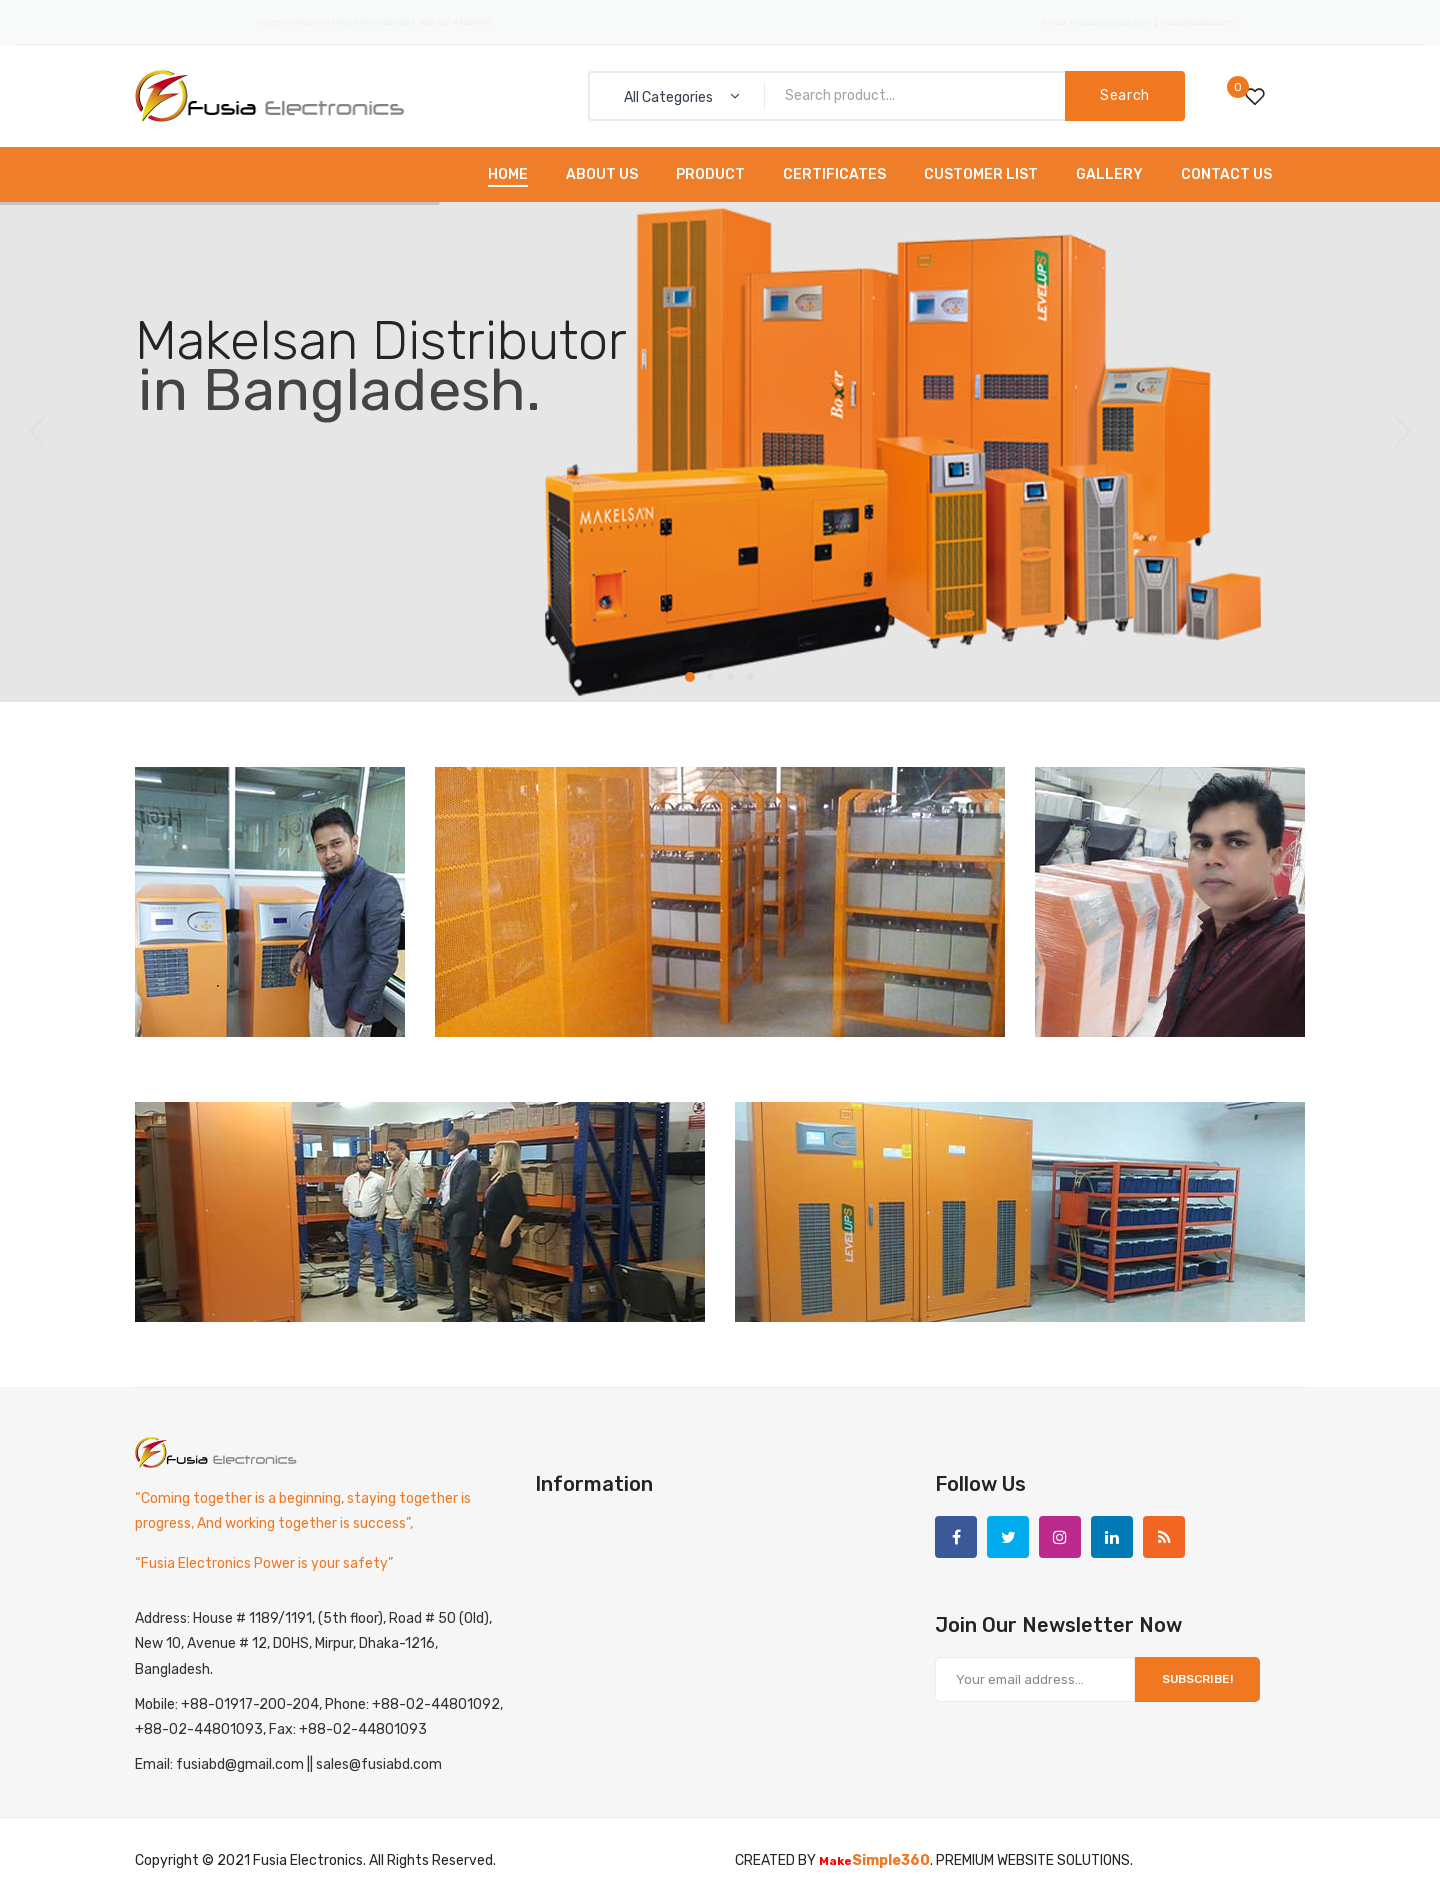 Fusia Electronics
All Categories
Search product...
Search
0
HOME
ABOUT US
PRODUCT
CERTIFICATES
CUSTOMER LIST
GALLERY
CONTACT US
Makelsan Distributor
in Bangladesh.
LEVELUPS
Boxer
MAKELSAN
Generator
Boxer
LEVELUPS
Fusia Electronics
“Coming together is a beginning, staying together is
progress, And working together is success”,
“Fusia Electronics Power is your safety”
Address: House # 1189/1191, (5th floor), Road # 50 (Old),
New 10, Avenue # 12, DOHS, Mirpur, Dhaka-1216,
Bangladesh.
Mobile: +88-01917-200-204, Phone: +88-02-44801092,
+88-02-44801093, Fax: +88-02-44801093
Email: fusiabd@gmail.com || sales@fusiabd.com
Information
Follow Us
Join Our Newsletter Now
Your email address...
SUBSCRIBE!
Copyright © 2021 Fusia Electronics. All Rights Reserved.
CREATED BY MakeSimple360. PREMIUM WEBSITE SOLUTIONS.